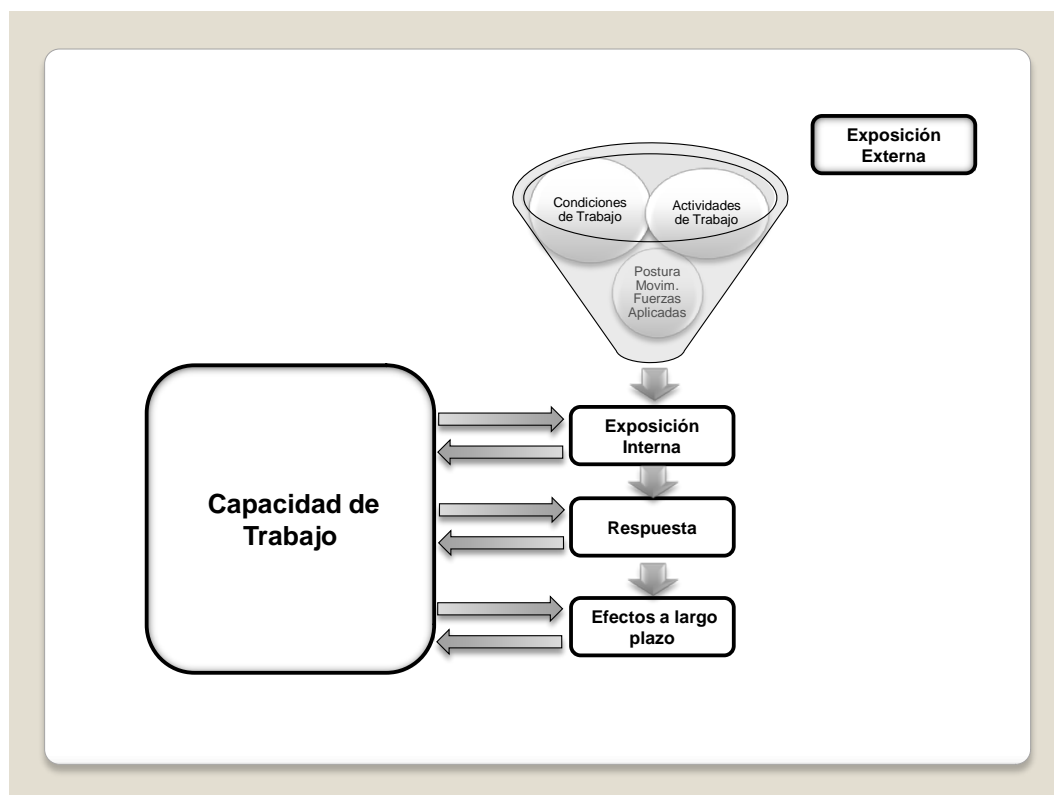 Exposición
Externa
Condiciones
de Trabajo
Actividades
de Trabajo
Postura
Movim.
Fuerzas
Aplicadas
Exposición
Interna
Capacidad de
Trabajo
Respuesta
Efectos a largo
plazo